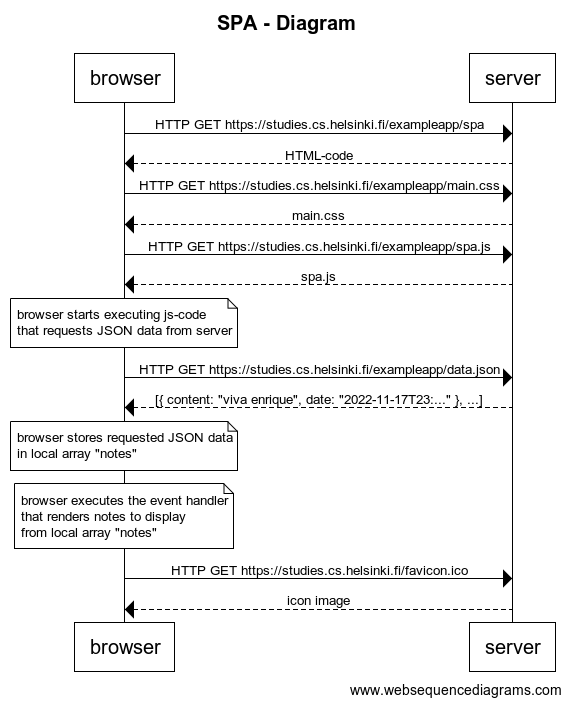 SPA - Diagram
browser
server
HTTP GET https://studies.cs.helsinki.fi/exampleapp/spa
HTML-code
HTTP GET https://studies.cs.helsinki.fi/exampleapp/main.css
main.css
HTTP GET https://studies.cs.helsinki.fi/exampleapp/spa.js
spa.js
browser starts executing js-code
that requests JSON data from server
HTTP GET https://studies.cs.helsinki.fi/exampleapp/data.json
[{ content: "viva enrique", date: "2022-11-17T23:..." }, ...]
browser stores requested JSON data
in local array "notes"
browser executes the event handler
that renders notes to display
from local array "notes"
HTTP GET https://studies.cs.helsinki.fi/favicon.ico
icon image
browser
server
www.websequencediagrams.com